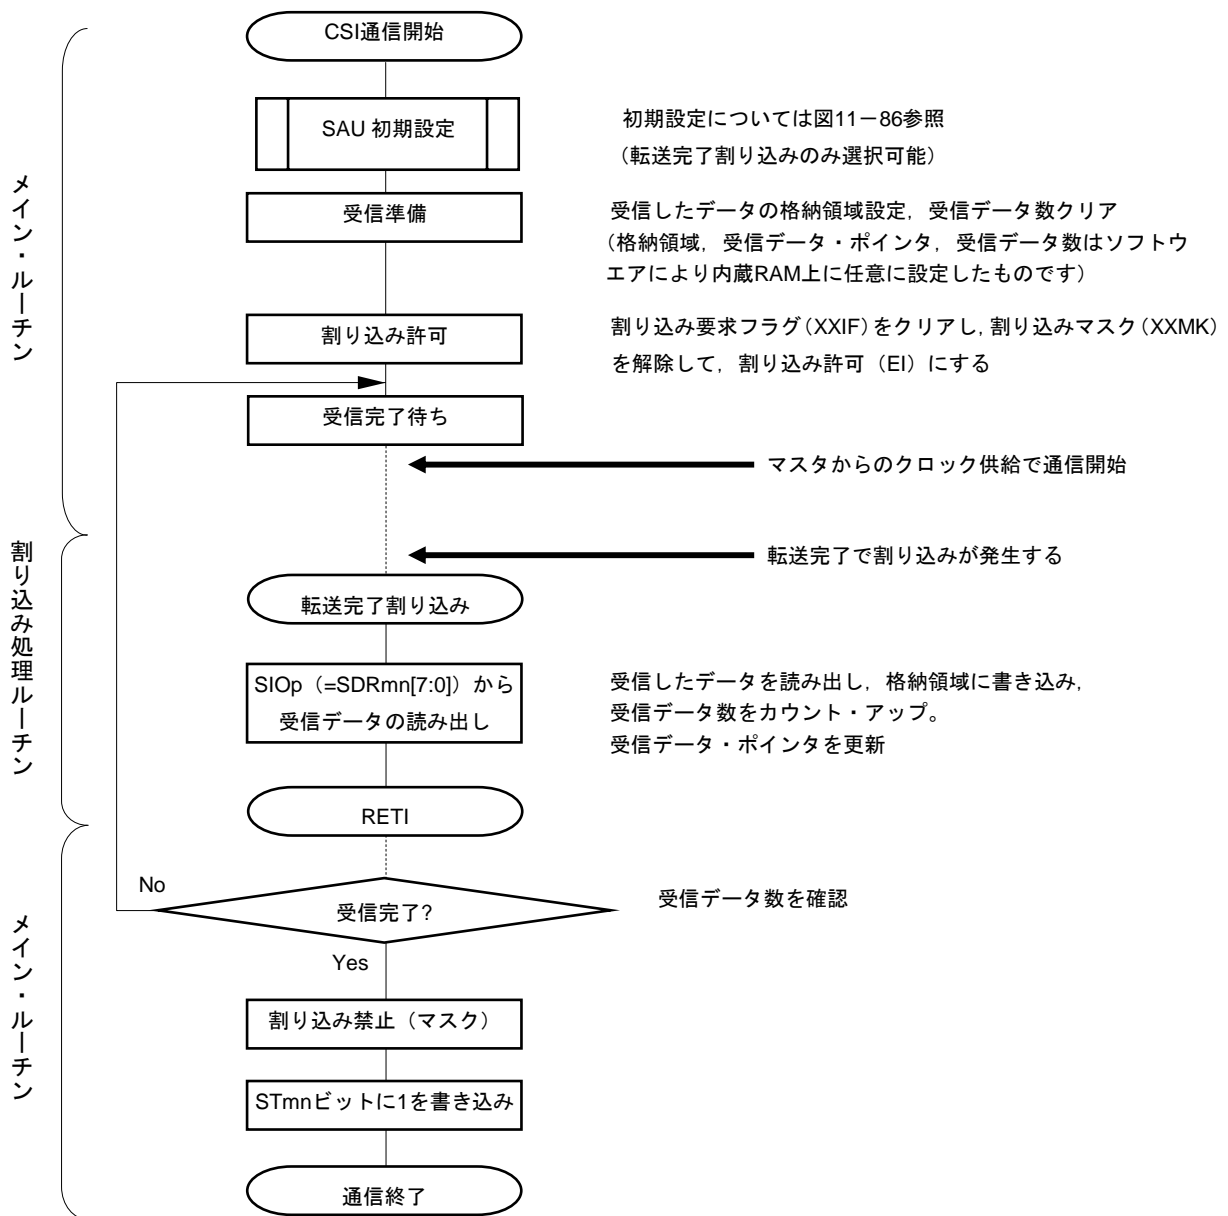 CSI通信開始
SAU 初期設定
初期設定については図11－86参照
（転送完了割り込みのみ選択可能）
メイン・ルーチン
受信準備
受信したデータの格納領域設定，受信データ数クリア
（格納領域，受信データ・ポインタ，受信データ数はソフトウ
エアにより内蔵RAM上に任意に設定したものです）
割り込み許可
割り込み要求フラグ（XXIF）をクリアし，割り込みマスク（XXMK）
を解除して，割り込み許可（EI）にする
受信完了待ち
マスタからのクロック供給で通信開始
割り込み処理ルーチン
転送完了で割り込みが発生する
転送完了割り込み
SIOp（=SDRmn[7:0]）から
受信データの読み出し
受信したデータを読み出し，格納領域に書き込み，
受信データ数をカウント・アップ。
受信データ・ポインタを更新
RETI
メイン・ルーチン
No
受信完了?
受信データ数を確認
Yes
割り込み禁止（マスク）
STmnビットに1を書き込み
通信終了